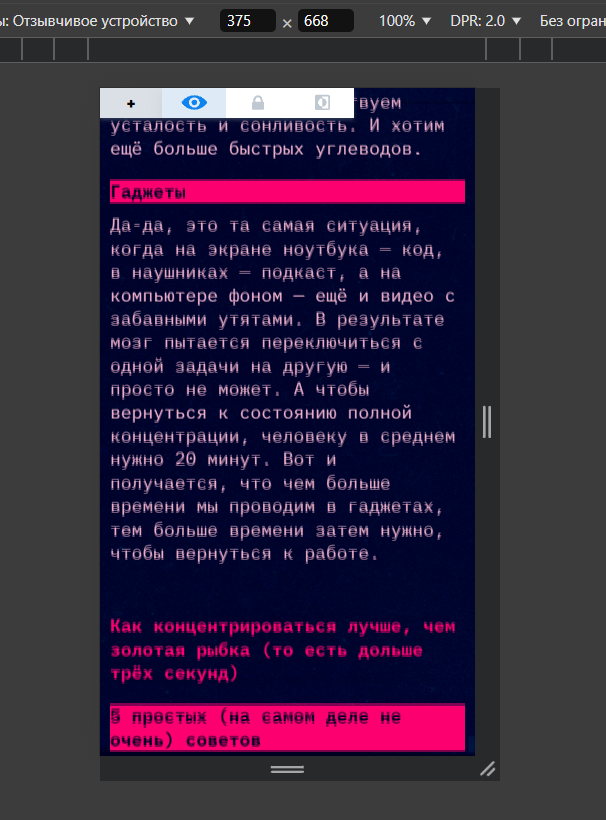 ы: Отзывчивое устройство ▼ 375 × 668 100% ▼ DPR: 2.0 ▼ Без огран
+
твуем
усталость и сонливость. И хотим
ещё больше быстрых углеводов.
Гаджеты
Да-да, это та самая ситуация,
когда на экране ноутбука — код,
в наушниках — подкаст, а на
компьютере фоном — ещё и видео с
забавными утятами. В результате
мозг пытается переключиться с
одной задачи на другую — и
просто не может. А чтобы
вернуться к состоянию полной
концентрации, человеку в среднем
нужно 20 минут. Вот и
получается, что чем больше
времени мы проводим в гаджетах,
тем больше времени затем нужно,
чтобы вернуться к работе.
Как концентрироваться лучше, чем
золотая рыбка (то есть дольше
трёх секунд)
5 простых (на самом деле не
очень) советов